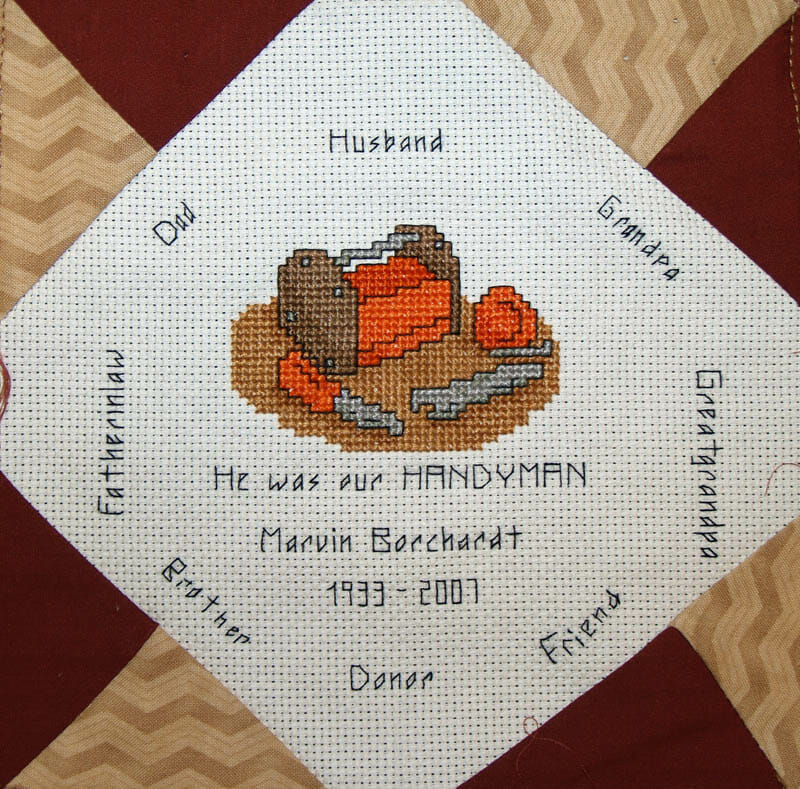 Husband
Dad
Grandpa
Fatherinlaw
Greatgrandpa
He was our HANDYMAN
Marvin Borchardt
1933 - 2007
Brother
Friend
Donor